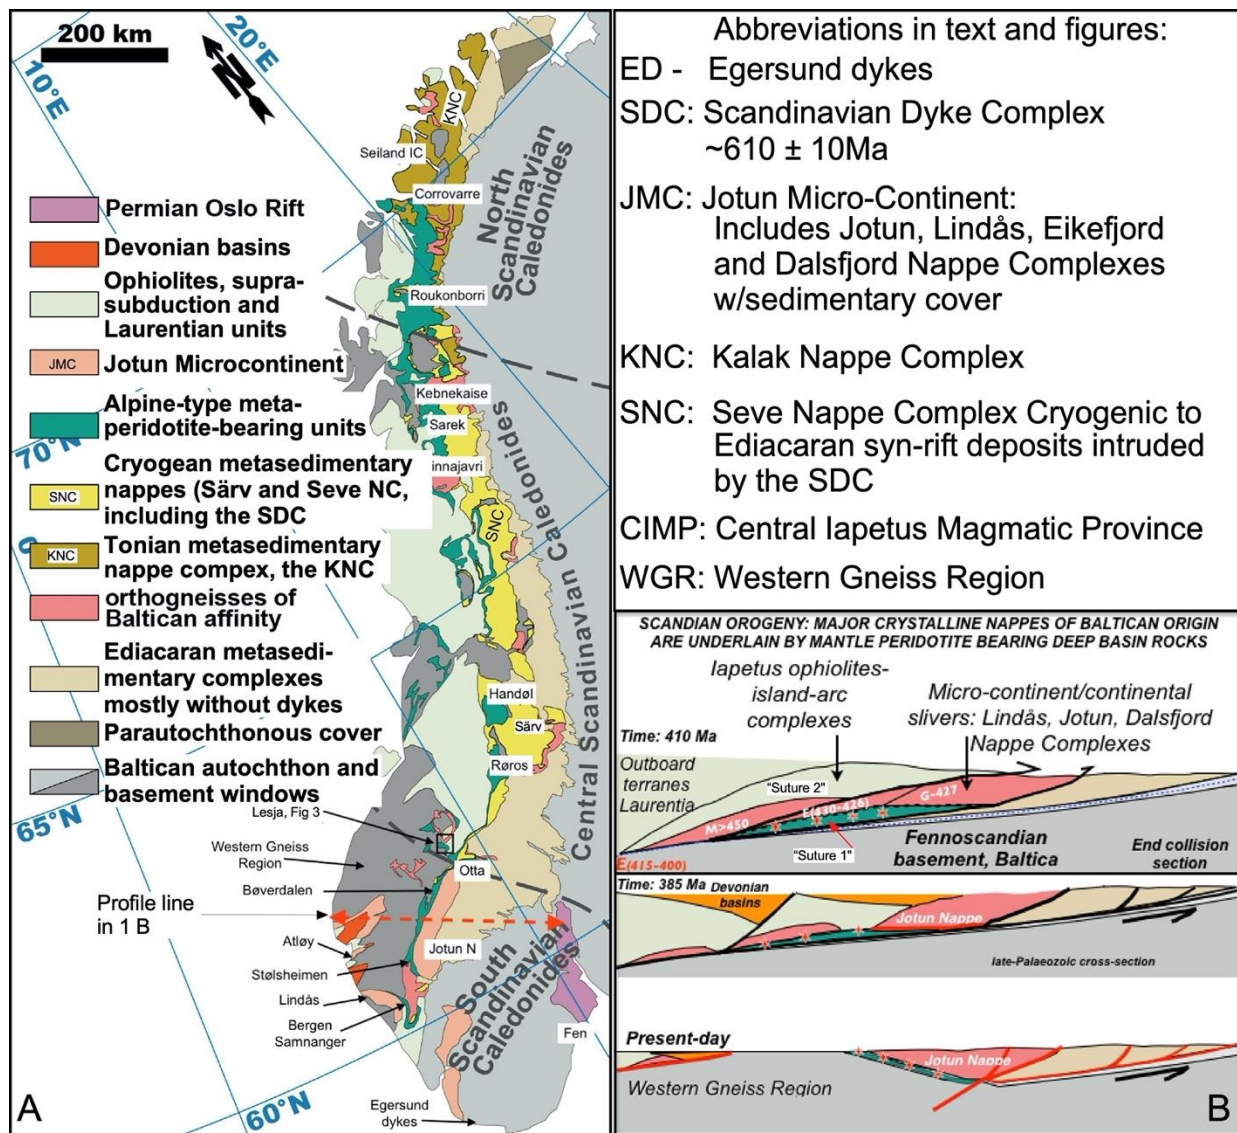 200 km
20°E
10°E
N
KNC
Seiland IC
Corrovarre
North
Scandinavian
Caledonides
Permian Oslo Rift
Devonian basins
Ophiolites, supra-
subduction and
Laurentian units
Roukonborri
JMC
Jotun Microcontinent
Alpine-type meta-
peridotite-bearing units
Kebnekaise
Sarek
70°N
innajavri
Cryogean metasedimentary
nappes (Särv and Seve NC,
including the SDC
SNC
SNC
Tonian metasedimentary
nappe compex, the KNC
KNC
orthogneisses of
Baltican affinity
Ediacaran metasedi-
mentary complexes
mostly without dykes
Parautochthonous cover
Baltican autochthon and
basement windows
Handøl
Särv
Røros
Central Scandinavian Caledonides
65°N
Lesja, Fig 3
Western Gneiss
Region
Otta
Bøverdalen
Profile line
in 1 B
Atløy
Jotun N
Stølsheimen
Lindås
Bergen
Samnanger
South
Scandinavian
Caledonides
Fen
60°N
Egersund
dykes
A
Abbreviations in text and figures:
ED - Egersund dykes
SDC: Scandinavian Dyke Complex
~610 ± 10Ma
JMC: Jotun Micro-Continent:
Includes Jotun, Lindås, Eikefjord
and Dalsfjord Nappe Complexes
w/sedimentary cover
KNC: Kalak Nappe Complex
SNC: Seve Nappe Complex Cryogenic to
Ediacaran syn-rift deposits intruded
by the SDC
CIMP: Central Iapetus Magmatic Province
WGR: Western Gneiss Region
SCANDIAN OROGENY: MAJOR CRYSTALLINE NAPPES OF BALTICAN ORIGIN
ARE UNDERLAIN BY MANTLE PERIDOTITE BEARING DEEP BASIN ROCKS
Iapetus ophiolites-
island-arc
complexes
Micro-continent/continental
slivers: Lindås, Jotun, Dalsfjord
Nappe Complexes
Time: 410 Ma
Outboard
terranes
Laurentia
"Suture 2"
G-427
E(430-426)
M>450
"Suture 1"
Fennoscandian
basement, Baltica
End collision
section
E(415-400)
Time: 385 Ma
Devonian
basins
Jotun Nappe
late-Palaeozoic cross-section
Present-day
Jotun Nappe
Western Gneiss Region
B